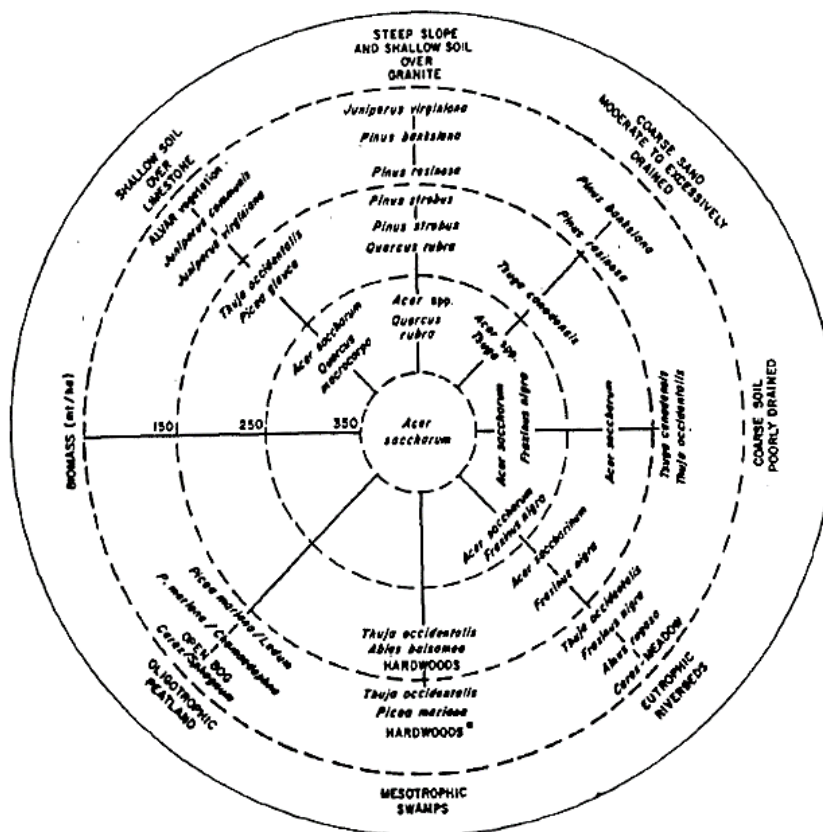 STEEP SLOPE
AND SHALLOW SOIL
OVER
GRANITE
Juniperus virginiana
Pinus banksiana
Pinus resinosa
Pinus strobus
Pinus strobus
Quercus rubra
Acer spp.
Quercus
rubra
COARSE SAND
MODERATE TO EXCESSIVELY
DRAINED
Pinus banksiana
Pinus resinosa
Tsuga canadensis
Acer spp.
Tsuga
COARSE SOIL
POORLY DRAINED
Tsuga canadensis
Thuja occidentalis
Acer saccharum
Acer saccharum
Fraxinus nigra
EUTROPHIC
RIVERBEDS
Carex - MEADOW
Alnus rugosa
Fraxinus nigra
Thuja occidentalis
Fraxinus nigra
Acer saccharinum
Acer saccharum
Fraxinus nigra
MESOTROPHIC
SWAMPS
Thuja occidentalis
Abies balsamea
HARDWOODS
Thuja occidentalis
Picea mariana
HARDWOODS*
OLIGOTROPHIC
PEATLAND
Picea mariana/Ledum
P. mariana/Chamaedaphne
OPEN BOG
Carex/Sphagnum
BIOMASS (mt/ha)
150
250
350
Acer
saccharum
SHALLOW SOIL
OVER
LIMESTONE
ALVAR vegetation
Juniperus communis
Juniperus virginiana
Thuja occidentalis
Picea glauca
Acer saccharum
Quercus
macrocarpa